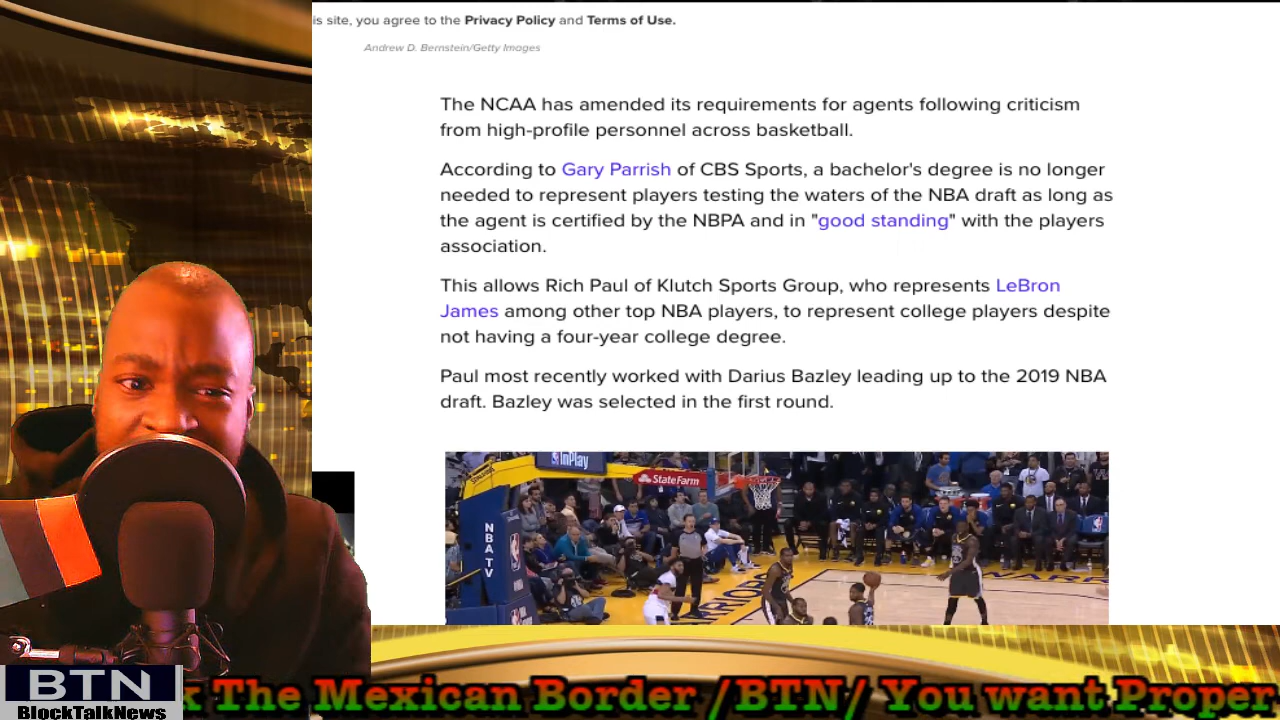 is site, you agree to the Privacy Policy and Terms of Use.
Andrew D. Bernstein/Getty Images
The NCAA has amended its requirements for agents following criticism
from high-profile personnel across basketball.
According to Gary Parrish of CBS Sports, a bachelor's degree is no longer
needed to represent players testing the waters of the NBA draft as long as
the agent is certified by the NBPA and in "good standing" with the players
association.
This allows Rich Paul of Klutch Sports Group, who represents LeBron
James among other top NBA players, to represent college players despite
not having a four-year college degree.
Paul most recently worked with Darius Bazley leading up to the 2019 NBA
draft. Bazley was selected in the first round.
InPlay
StateFarm
NBA TV
BTN
BlockTalkNews
k The Mexican Border /BTN/ You want Proper